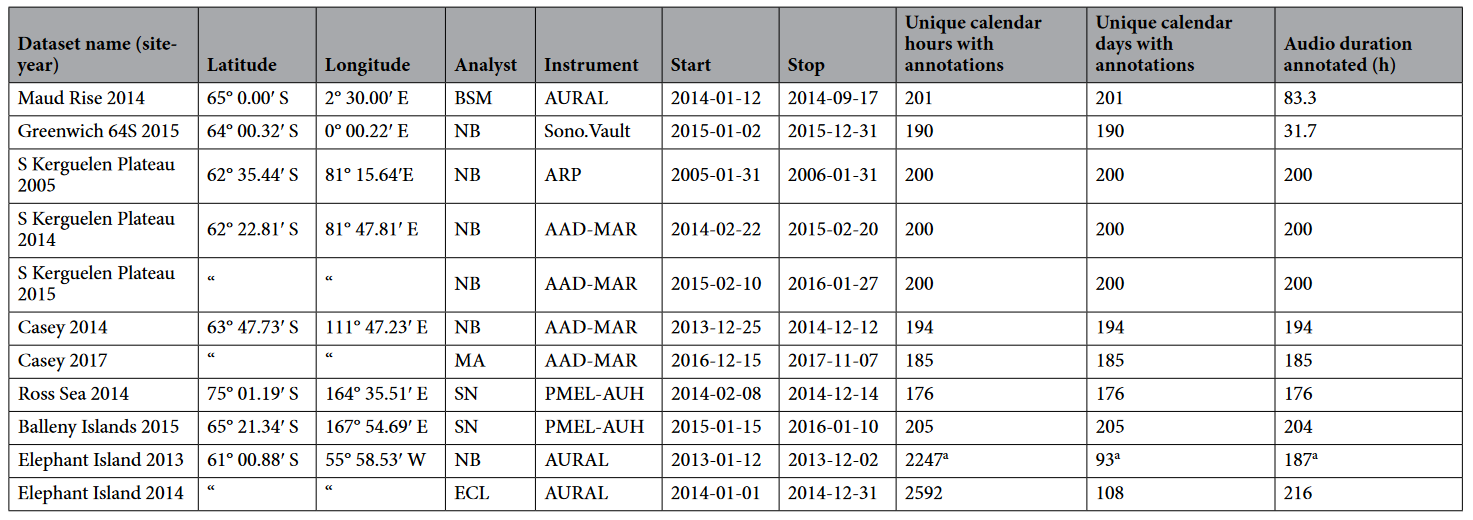 Dataset name (site-year) Latitude Longitude Analyst Instrument Start Stop Unique calendar hours with annotations Unique calendar days with annotations Audio duration annotated (h)
Maud Rise 2014 65° 0.00′ S 2° 30.00′ E BSM AURAL 2014-01-12 2014-09-17 201 201 83.3
Greenwich 64S 2015 64° 00.32′ S 0° 00.22′ E NB Sono.Vault 2015-01-02 2015-12-31 190 190 31.7
S Kerguelen Plateau 2005 62° 35.44′ S 81° 15.64′E NB ARP 2005-01-31 2006-01-31 200 200 200
S Kerguelen Plateau 2014 62° 22.81′ S 81° 47.81′ E NB AAD-MAR 2014-02-22 2015-02-20 200 200 200
S Kerguelen Plateau 2015 “ “ NB AAD-MAR 2015-02-10 2016-01-27 200 200 200
Casey 2014 63° 47.73′ S 111° 47.23′ E NB AAD-MAR 2013-12-25 2014-12-12 194 194 194
Casey 2017 “ “ MA AAD-MAR 2016-12-15 2017-11-07 185 185 185
Ross Sea 2014 75° 01.19′ S 164° 35.51′ E SN PMEL-AUH 2014-02-08 2014-12-14 176 176 176
Balleny Islands 2015 65° 21.34′ S 167° 54.69′ E SN PMEL-AUH 2015-01-15 2016-01-10 205 205 204
Elephant Island 2013 61° 00.88′ S 55° 58.53′ W NB AURAL 2013-01-12 2013-12-02 2247ᵃ 93ᵃ 187ᵃ
Elephant Island 2014 “ “ ECL AURAL 2014-01-01 2014-12-31 2592 108 216